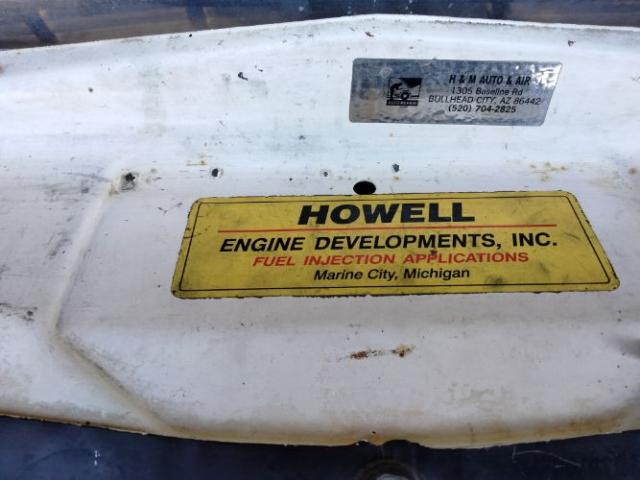 H & M AUTO & AIR
1305 Baseline Rd
BULLHEAD CITY, AZ 86442
(520) 704-2825
HOWELL
ENGINE DEVELOPMENTS, INC.
FUEL INJECTION APPLICATIONS
Marine City, Michigan